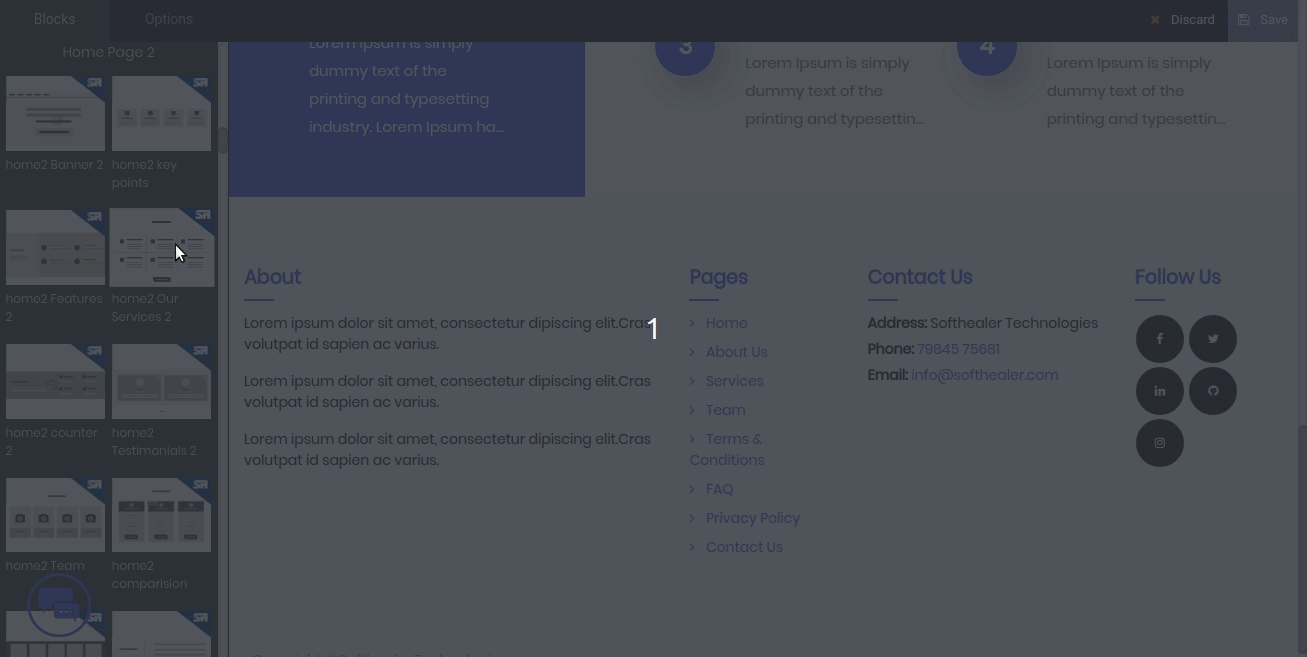 Blocks
Options
Discard
Save
Home Page 2
home2 Banner 2
home2 key
points
home2 Features
2
home2 Our
Services 2
home2 counter
2
home2
Testimonials 2
home2 Team
home2
comparision
Lorem Ipsum is simply
dummy text of the
printing and typesetting
industry. Lorem Ipsum ha...
3
Lorem Ipsum is simply
dummy text of the
printing and typesettin...
4
Lorem Ipsum is simply
dummy text of the
printing and typesettin...
About
Lorem ipsum dolor sit amet, consectetur dipiscing elit.Cras
volutpat id sapien ac varius.
Lorem ipsum dolor sit amet, consectetur dipiscing elit.Cras
volutpat id sapien ac varius.
Lorem ipsum dolor sit amet, consectetur dipiscing elit.Cras
volutpat id sapien ac varius.
1
Pages
Home
About Us
Services
Team
Terms &
Conditions
FAQ
Privacy Policy
Contact Us
Contact Us
Address: Softhealer Technologies
Phone: 79845 75681
Email: info@softhealer.com
Follow Us